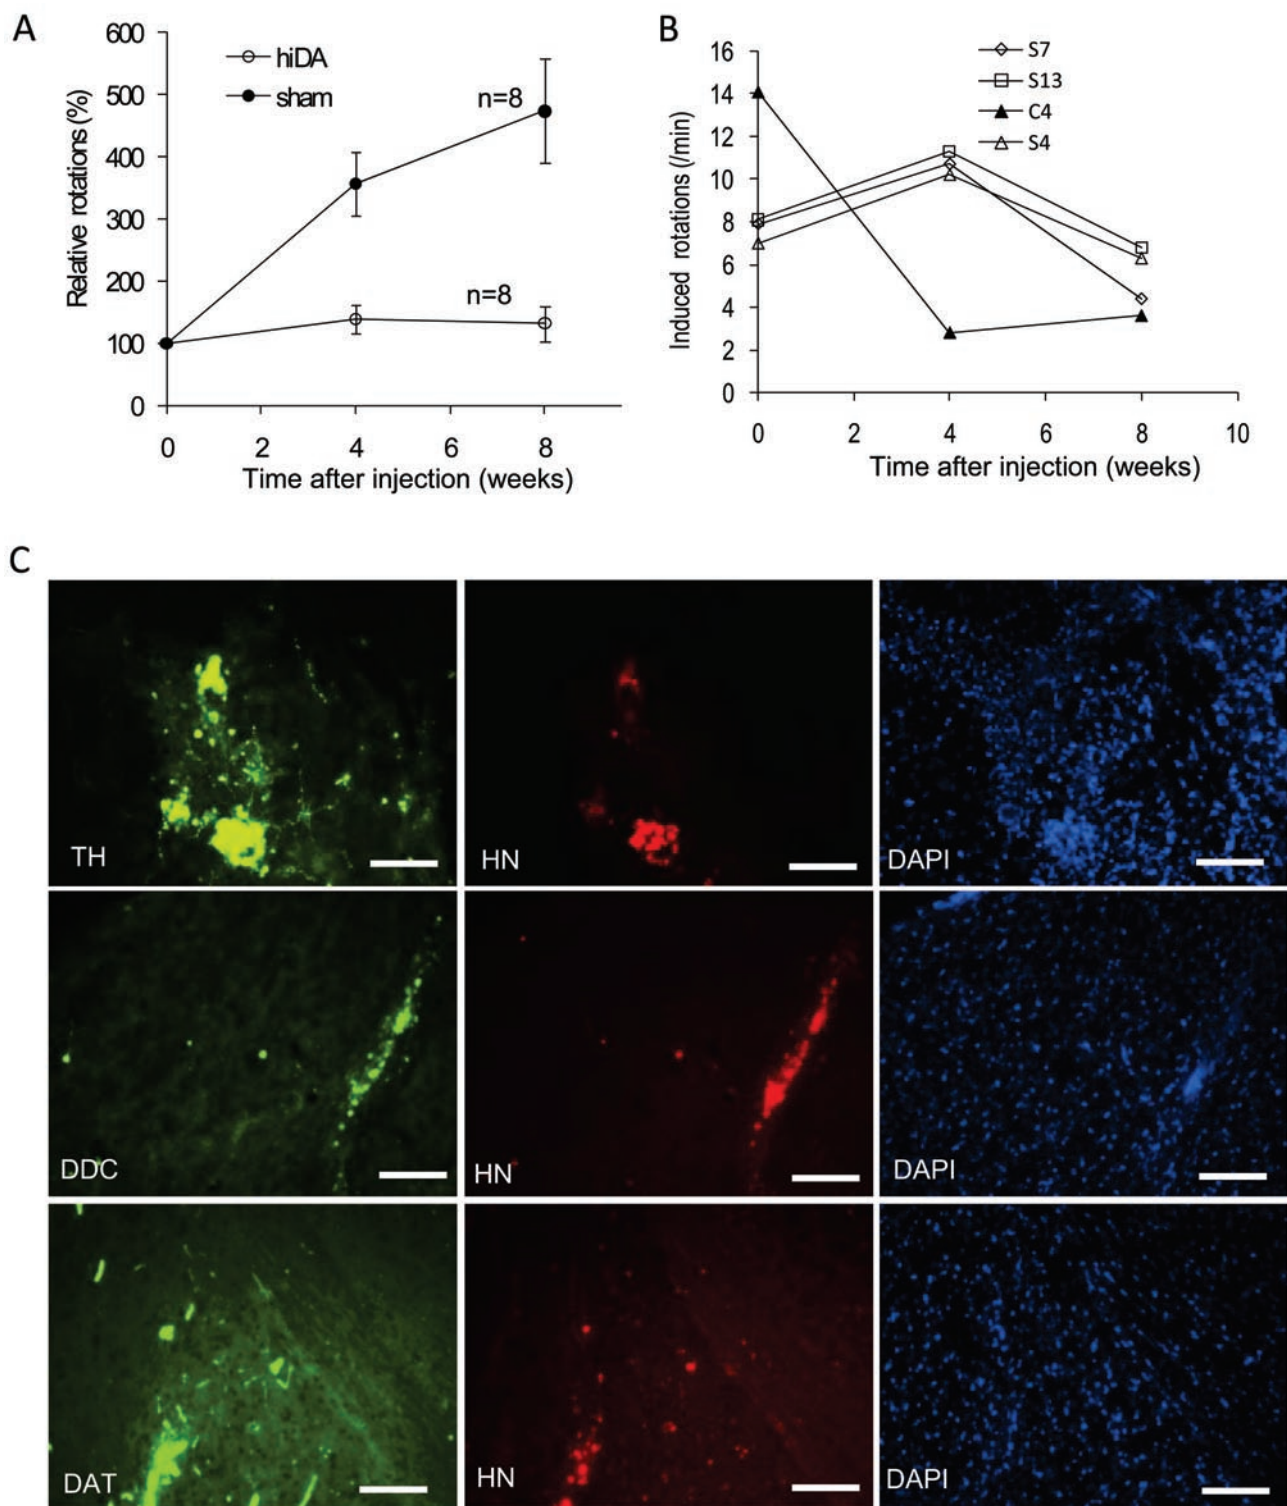 A
600
500
400
300
200
100
0
Relative rotations (%)
hiDA
sham
n=8
n=8
0 2 4 6 8
Time after injection (weeks)
B
16
14
12
10
8
6
4
2
0
Induced rotations (/min)
S7
S13
C4
S4
0 2 4 6 8 10
Time after injection (weeks)
C
TH
HN
DAPI
DDC
HN
DAPI
DAT
HN
DAPI